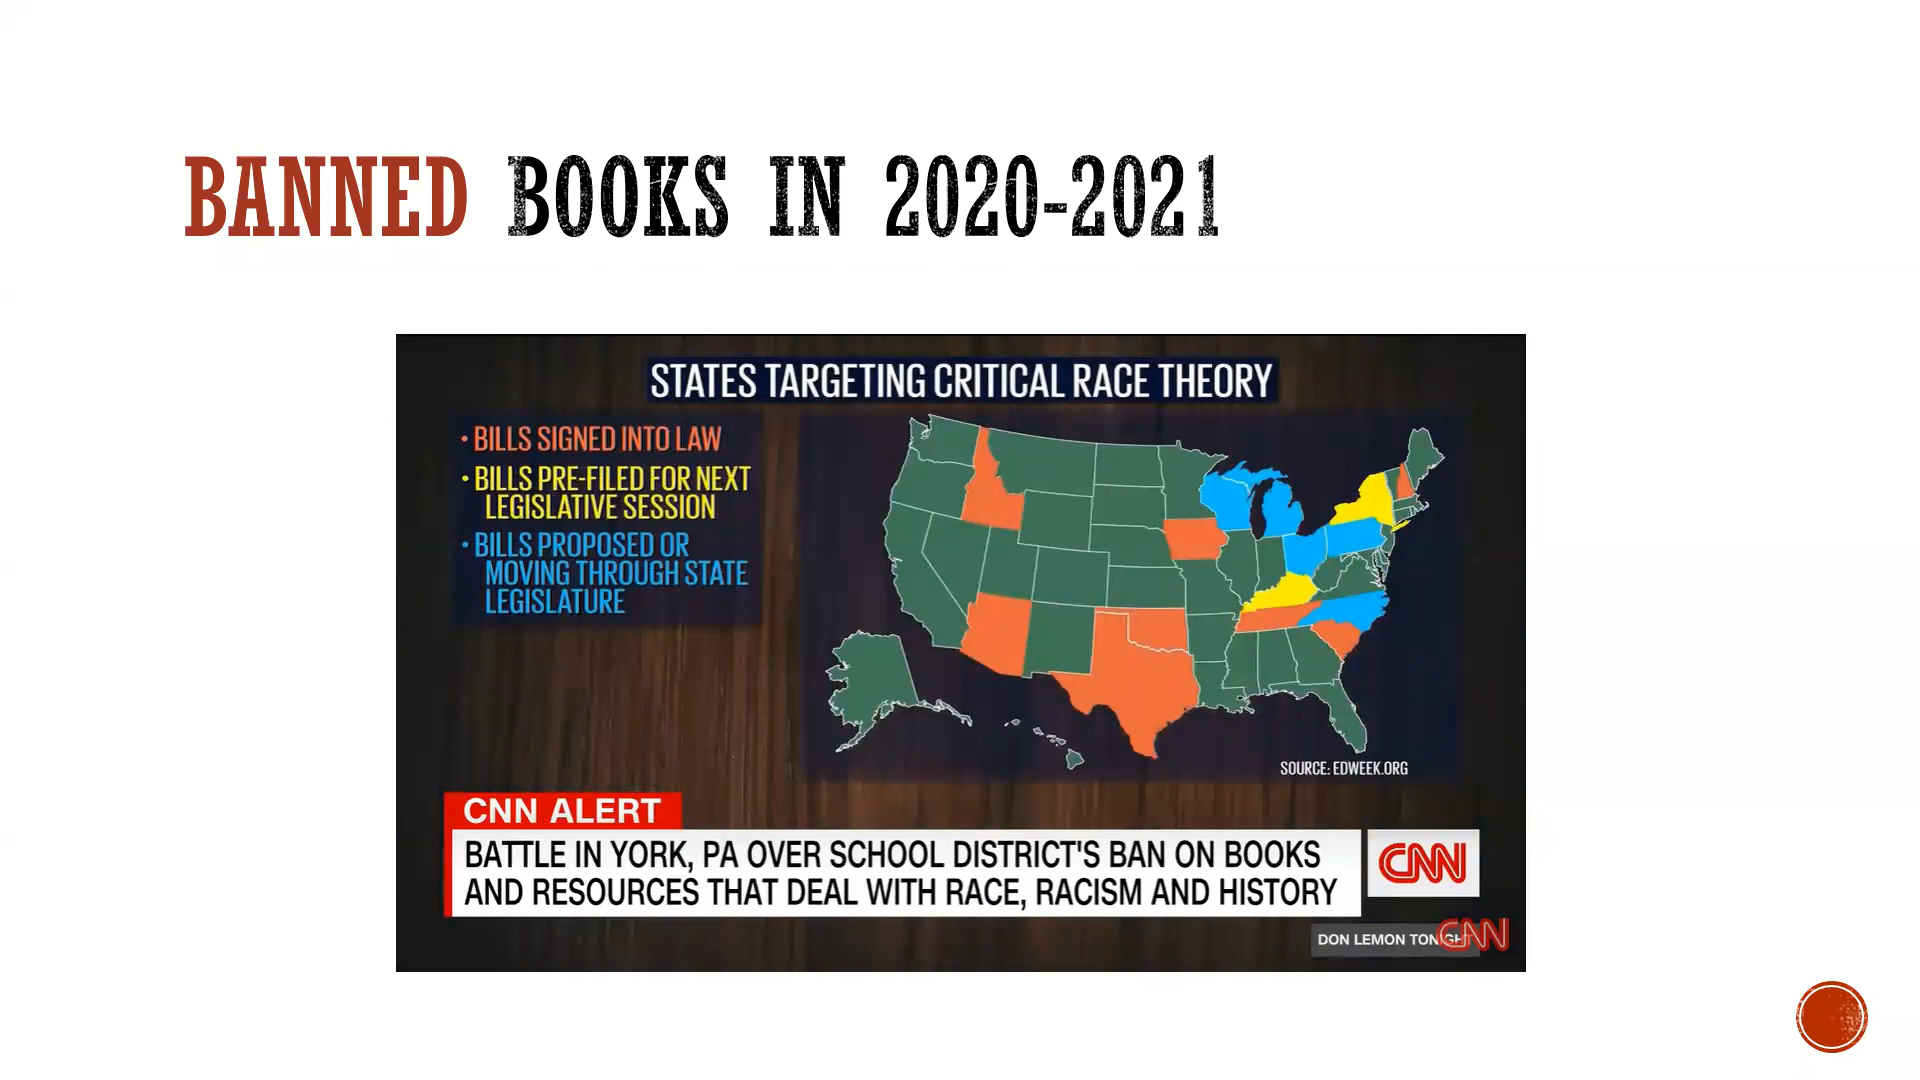 BANNED BOOKS IN 2020-2021
STATES TARGETING CRITICAL RACE THEORY
• BILLS SIGNED INTO LAW
• BILLS PRE-FILED FOR NEXT
LEGISLATIVE SESSION
• BILLS PROPOSED OR
MOVING THROUGH STATE
LEGISLATURE
SOURCE: EDWEEK.ORG
CNN ALERT
BATTLE IN YORK, PA OVER SCHOOL DISTRICT'S BAN ON BOOKS
AND RESOURCES THAT DEAL WITH RACE, RACISM AND HISTORY
CNN
DON LEMON TONIGHT
CNN